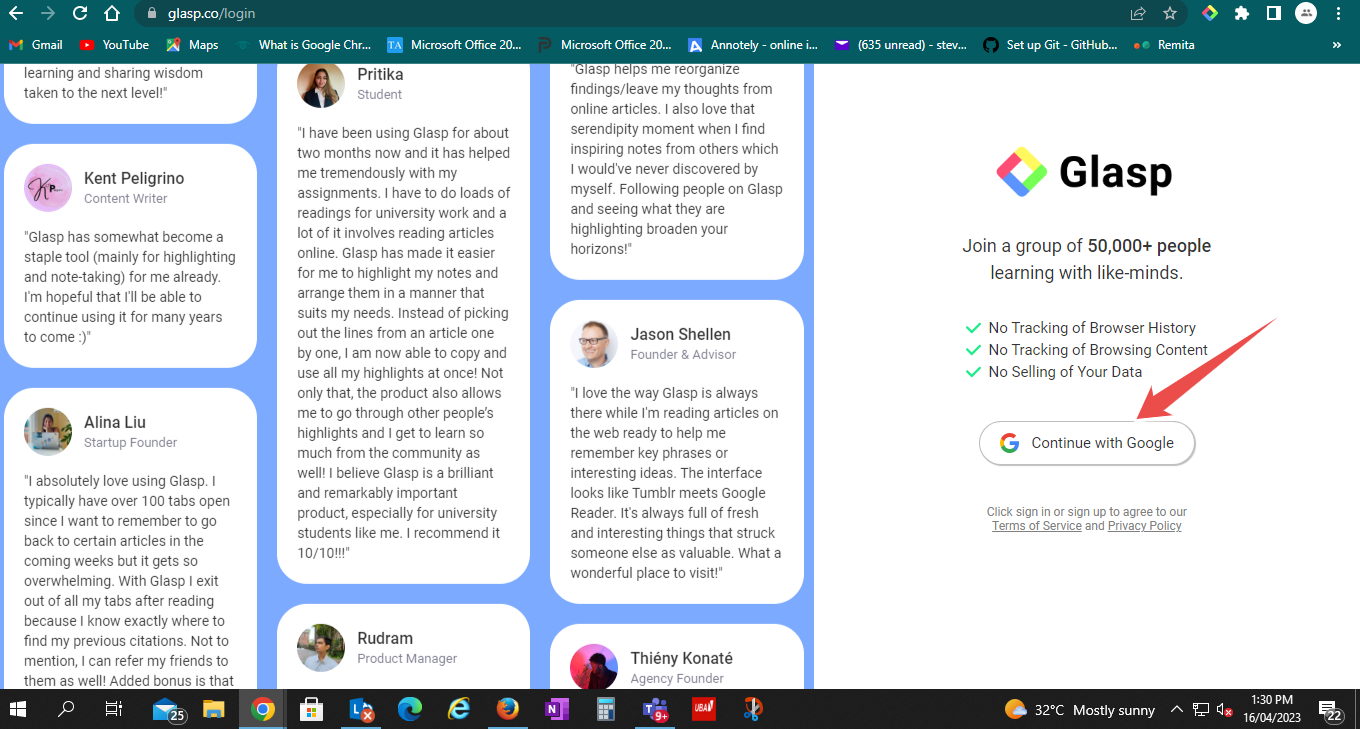 glasp.co/login
Gmail
YouTube
Maps
What is Google Chr...
TA
Microsoft Office 20...
Microsoft Office 20...
Annotely - online i...
(635 unread) - stev...
Set up Git - GitHub...
Remita
»
learning and sharing wisdom
taken to the next level!"
Kent Peligrino
Content Writer
"Glasp has somewhat become a
staple tool (mainly for highlighting
and note-taking) for me already.
I'm hopeful that I'll be able to
continue using it for many years
to come :)"
Alina Liu
Startup Founder
"I absolutely love using Glasp. I
typically have over 100 tabs open
since I want to remember to go
back to certain articles in the
coming weeks but it gets so
overwhelming. With Glasp I exit
out of all my tabs after reading
because I know exactly where to
find my previous citations. Not to
mention, I can refer my friends to
them as well! Added bonus is that
Pritika
Student
"I have been using Glasp for about
two months now and it has helped
me tremendously with my
assignments. I have to do loads of
readings for university work and a
lot of it involves reading articles
online. Glasp has made it easier
for me to highlight my notes and
arrange them in a manner that
suits my needs. Instead of picking
out the lines from an article one
by one, I am now able to copy and
use all my highlights at once! Not
only that, the product also allows
me to go through other people’s
highlights and I get to learn so
much from the community as
well! I believe Glasp is a brilliant
and remarkably important
product, especially for university
students like me. I recommend it
10/10!!!"
Rudram
Product Manager
"Glasp helps me reorganize
findings/leave my thoughts from
online articles. I also love that
serendipity moment when I find
inspiring notes from others which
I would've never discovered by
myself. Following people on Glasp
and seeing what they are
highlighting broaden your
horizons!"
Jason Shellen
Founder & Advisor
"I love the way Glasp is always
there while I'm reading articles on
the web ready to help me
remember key phrases or
interesting ideas. The interface
looks like Tumblr meets Google
Reader. It's always full of fresh
and interesting things that struck
someone else as valuable. What a
wonderful place to visit!"
Thiény Konaté
Agency Founder
Glasp
Join a group of 50,000+ people
learning with like-minds.
No Tracking of Browser History
No Tracking of Browsing Content
No Selling of Your Data
Continue with Google
Click sign in or sign up to agree to our
Terms of Service and Privacy Policy
25
9+
UBA
32°C Mostly sunny
1:30 PM
16/04/2023
22